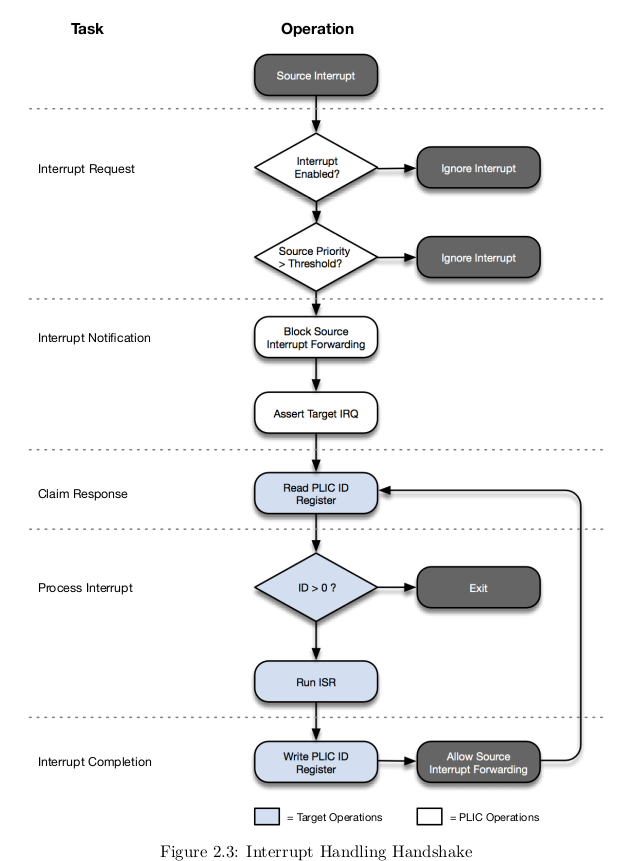 Task
Operation
Source Interrupt
Interrupt Request
Interrupt
Enabled?
Ignore Interrupt
Source Priority
> Threshold?
Ignore Interrupt
Interrupt Notification
Block Source
Interrupt Forwarding
Assert Target IRQ
Claim Response
Read PLIC ID
Register
Process Interrupt
ID > 0 ?
Exit
Run ISR
Interrupt Completion
Write PLIC ID
Register
Allow Source
Interrupt Forwarding
= Target Operations
= PLIC Operations
Figure 2.3: Interrupt Handling Handshake